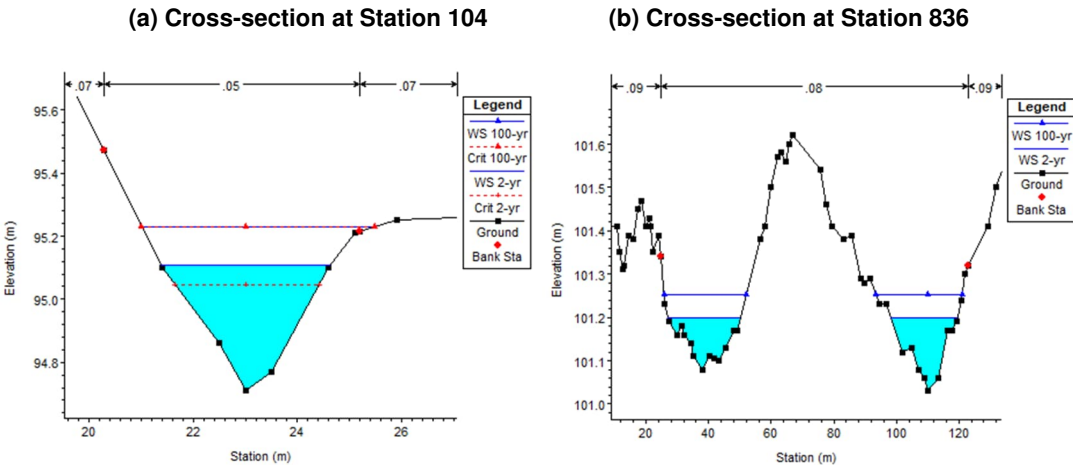 (a) Cross-section at Station 104
.07 .05 .07
95.6
95.4
95.2
95.0
94.8
Elevation (m)
20 22 24 26
Station (m)
Legend
WS 100-yr
Crit 100-yr
WS 2-yr
Crit 2-yr
Ground
Bank Sta
(b) Cross-section at Station 836
.09 .08 .09
101.6
101.5
101.4
101.3
101.2
101.1
101.0
Elevation (m)
20 40 60 80 100 120
Station (m)
Legend
WS 100-yr
WS 2-yr
Ground
Bank Sta